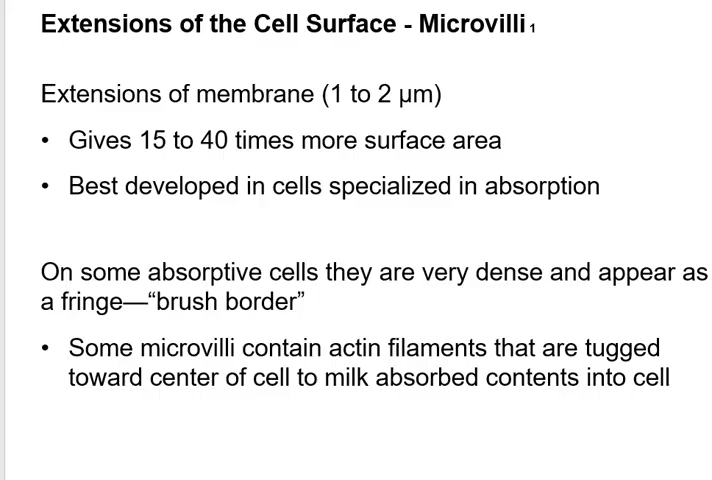 Extensions of the Cell Surface - Microvilli 1
Extensions of membrane (1 to 2 μm)
• Gives 15 to 40 times more surface area
• Best developed in cells specialized in absorption
On some absorptive cells they are very dense and appear as
a fringe—“brush border”
• Some microvilli contain actin filaments that are tugged
toward center of cell to milk absorbed contents into cell